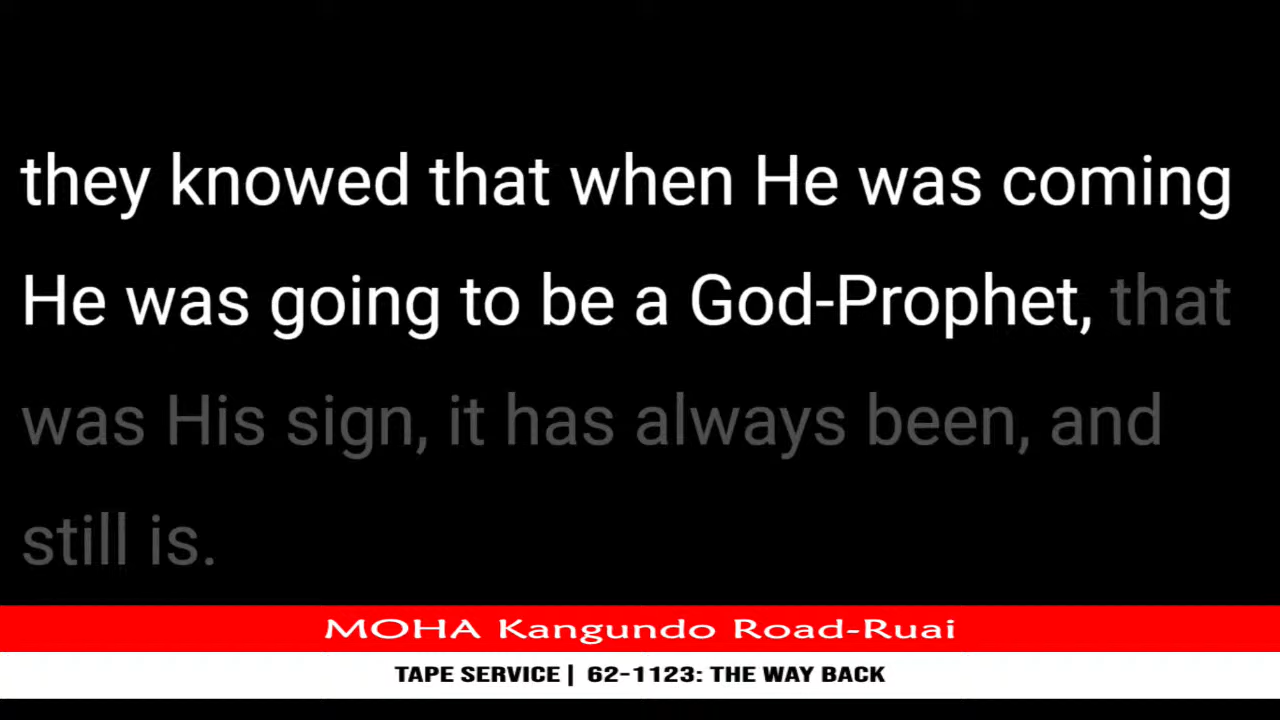 they knowed that when He was coming
He was going to be a God-Prophet, that
was His sign, it has always been, and
still is.
MOHA Kangundo Road-Ruai
TAPE SERVICE | 62-1123: THE WAY BACK